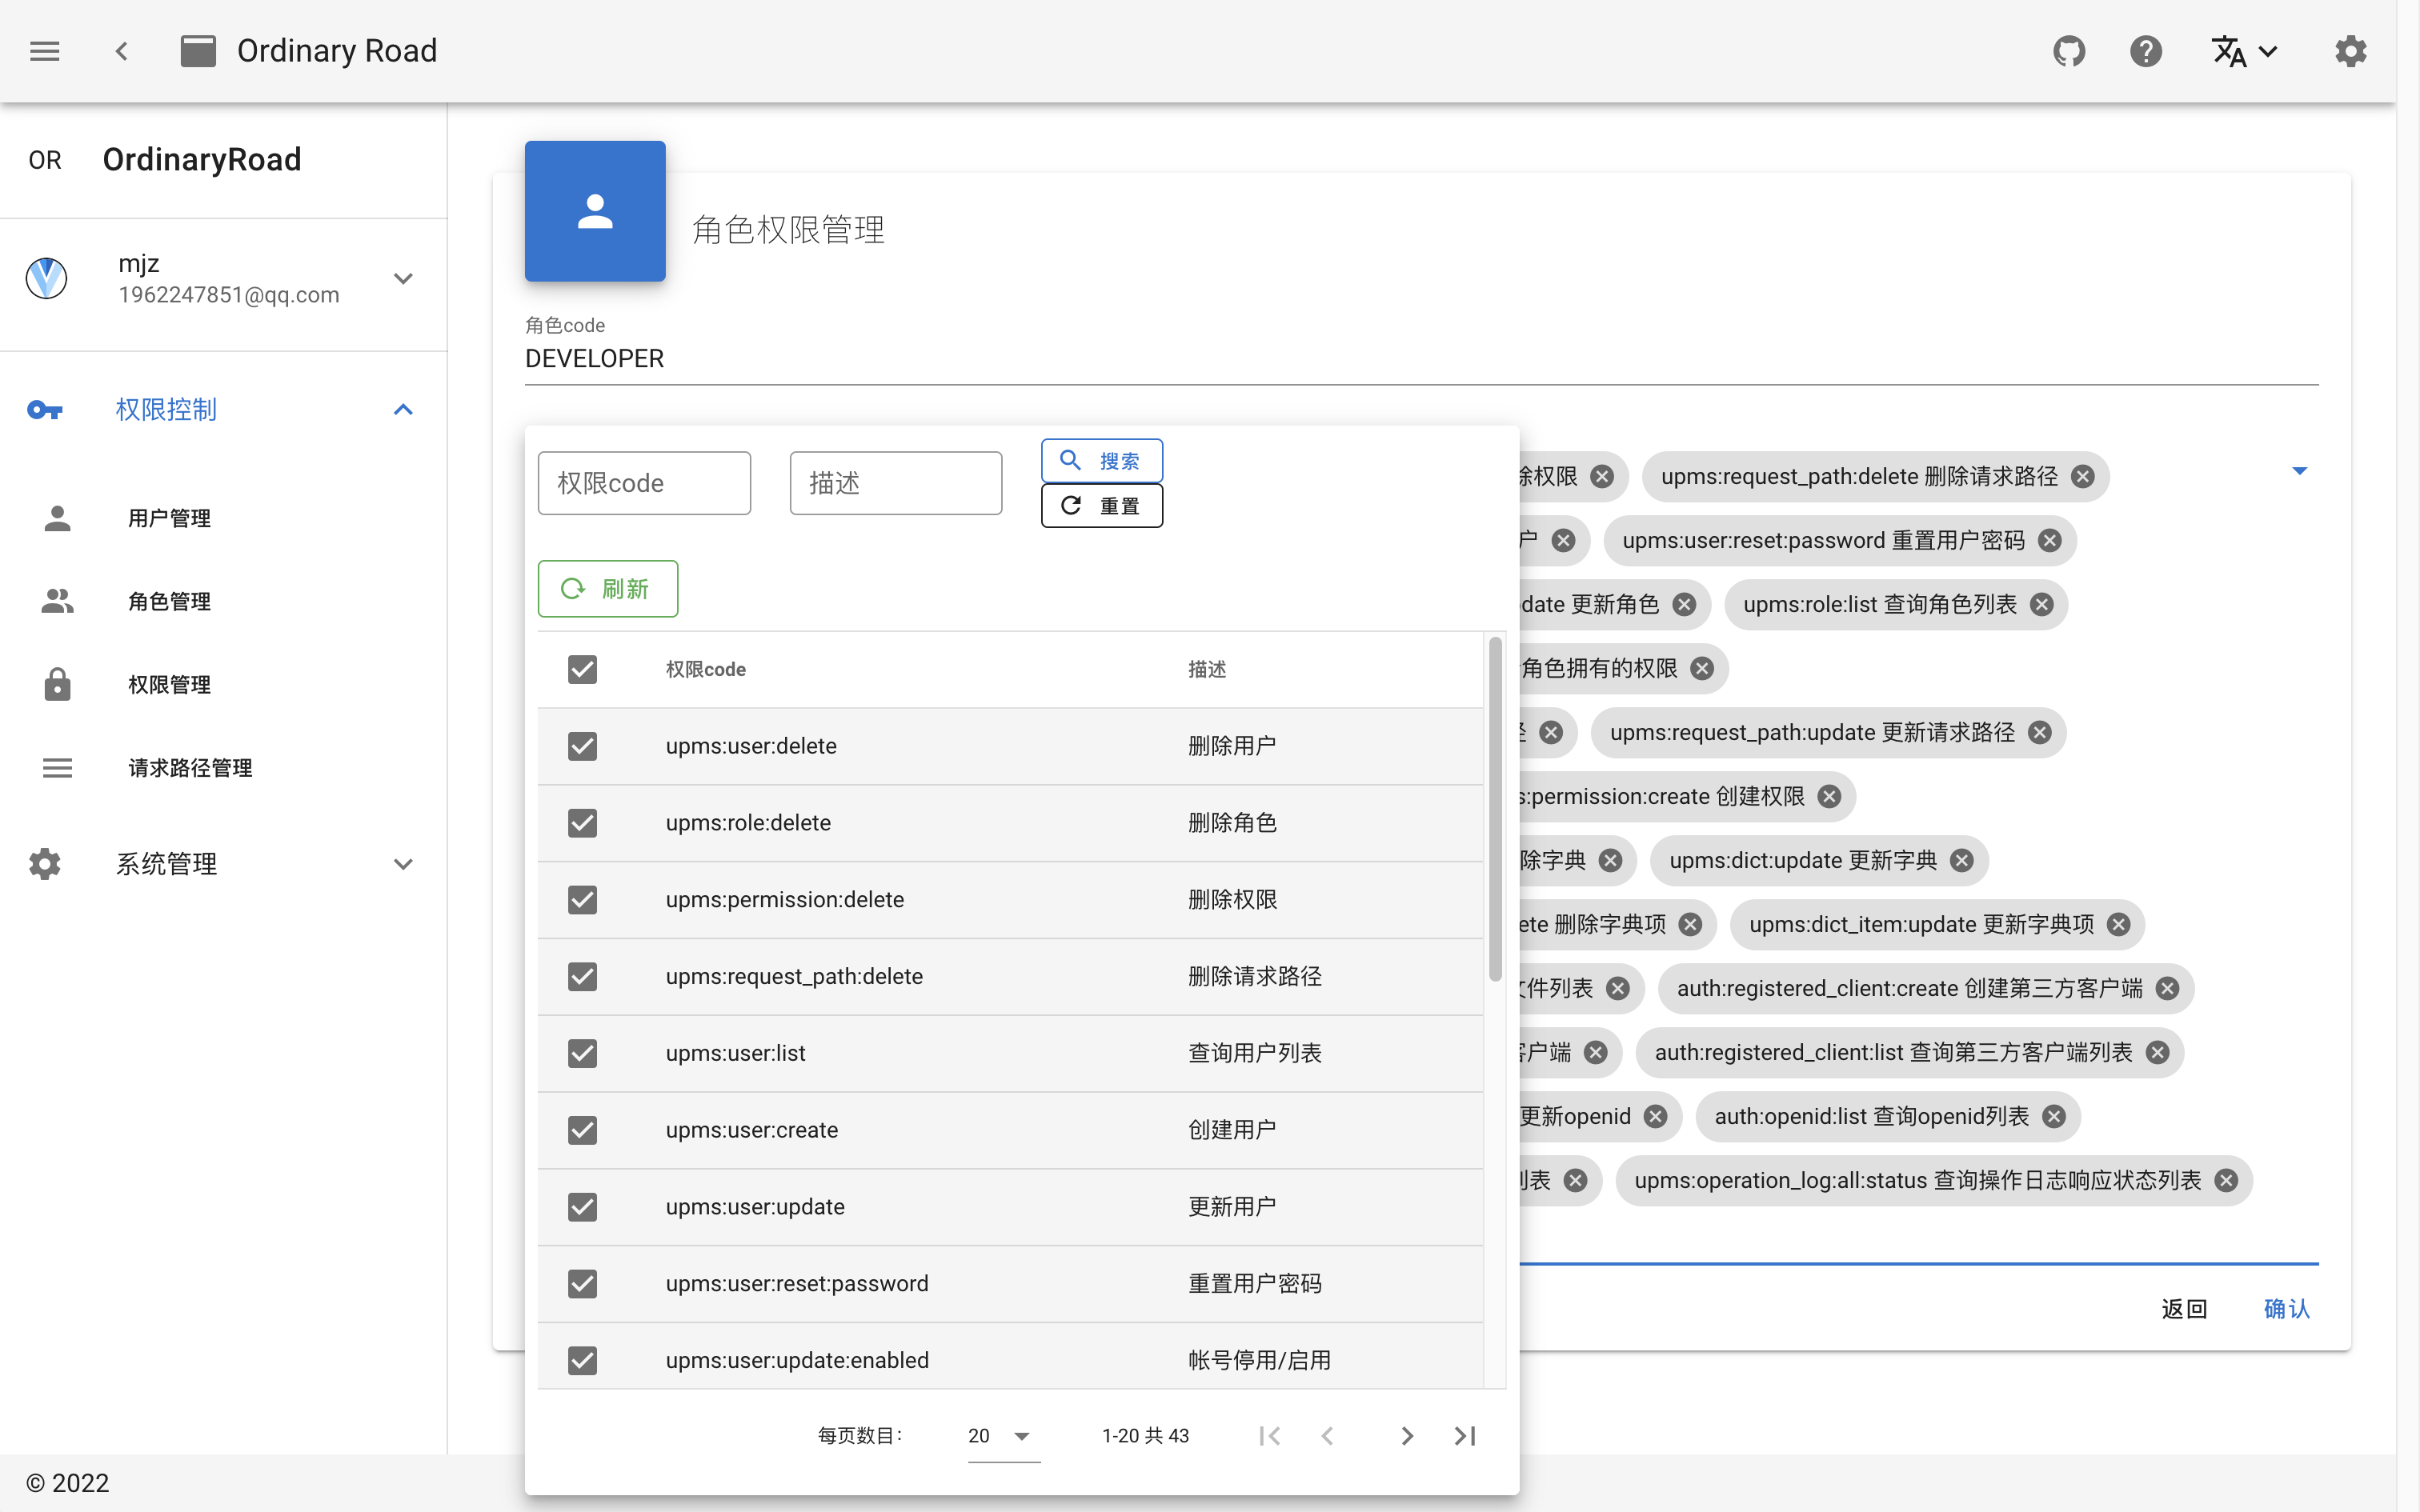 Ordinary Road
OR OrdinaryRoad
mjz
1962247851@qq.com
权限控制
用户管理
角色管理
权限管理
请求路径管理
系统管理
角色权限管理
角色code
DEVELOPER
权限code 描述 搜索
重置
刷新
权限code 描述
upms:user:delete 删除用户
upms:role:delete 删除角色
upms:permission:delete 删除权限
upms:request_path:delete 删除请求路径
upms:user:list 查询用户列表
upms:user:create 创建用户
upms:user:update 更新用户
upms:user:reset:password 重置用户密码
upms:user:update:enabled 帐号停用/启用
每页数目: 20 1-20 共 43
除权限 upms:request_path:delete 删除请求路径
户 upms:user:reset:password 重置用户密码
date 更新角色 upms:role:list 查询角色列表
角色拥有的权限
upms:request_path:update 更新请求路径
s:permission:create 创建权限
除字典 upms:dict:update 更新字典
ete 删除字典项 upms:dict_item:update 更新字典项
件列表 auth:registered_client:create 创建第三方客户端
户端 auth:registered_client:list 查询第三方客户端列表
更新openid auth:openid:list 查询openid列表
列表 upms:operation_log:all:status 查询操作日志响应状态列表
返回 确认
© 2022